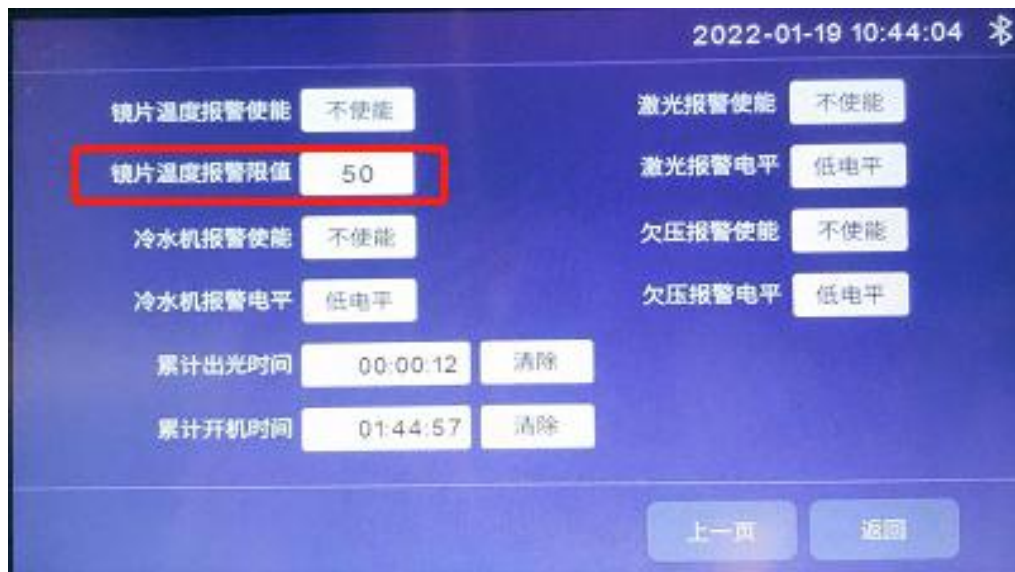 2022-01-19 10:44:04
镜片温度报警使能 不使能 激光报警使能 不使能
镜片温度报警限值 50 激光报警电平 低电平
冷水机报警使能 不使能 欠压报警使能 不使能
冷水机报警电平 低电平 欠压报警电平 低电平
累计出光时间 00:00:12 清除
累计开机时间 01:44:57 清除
上一页 返回